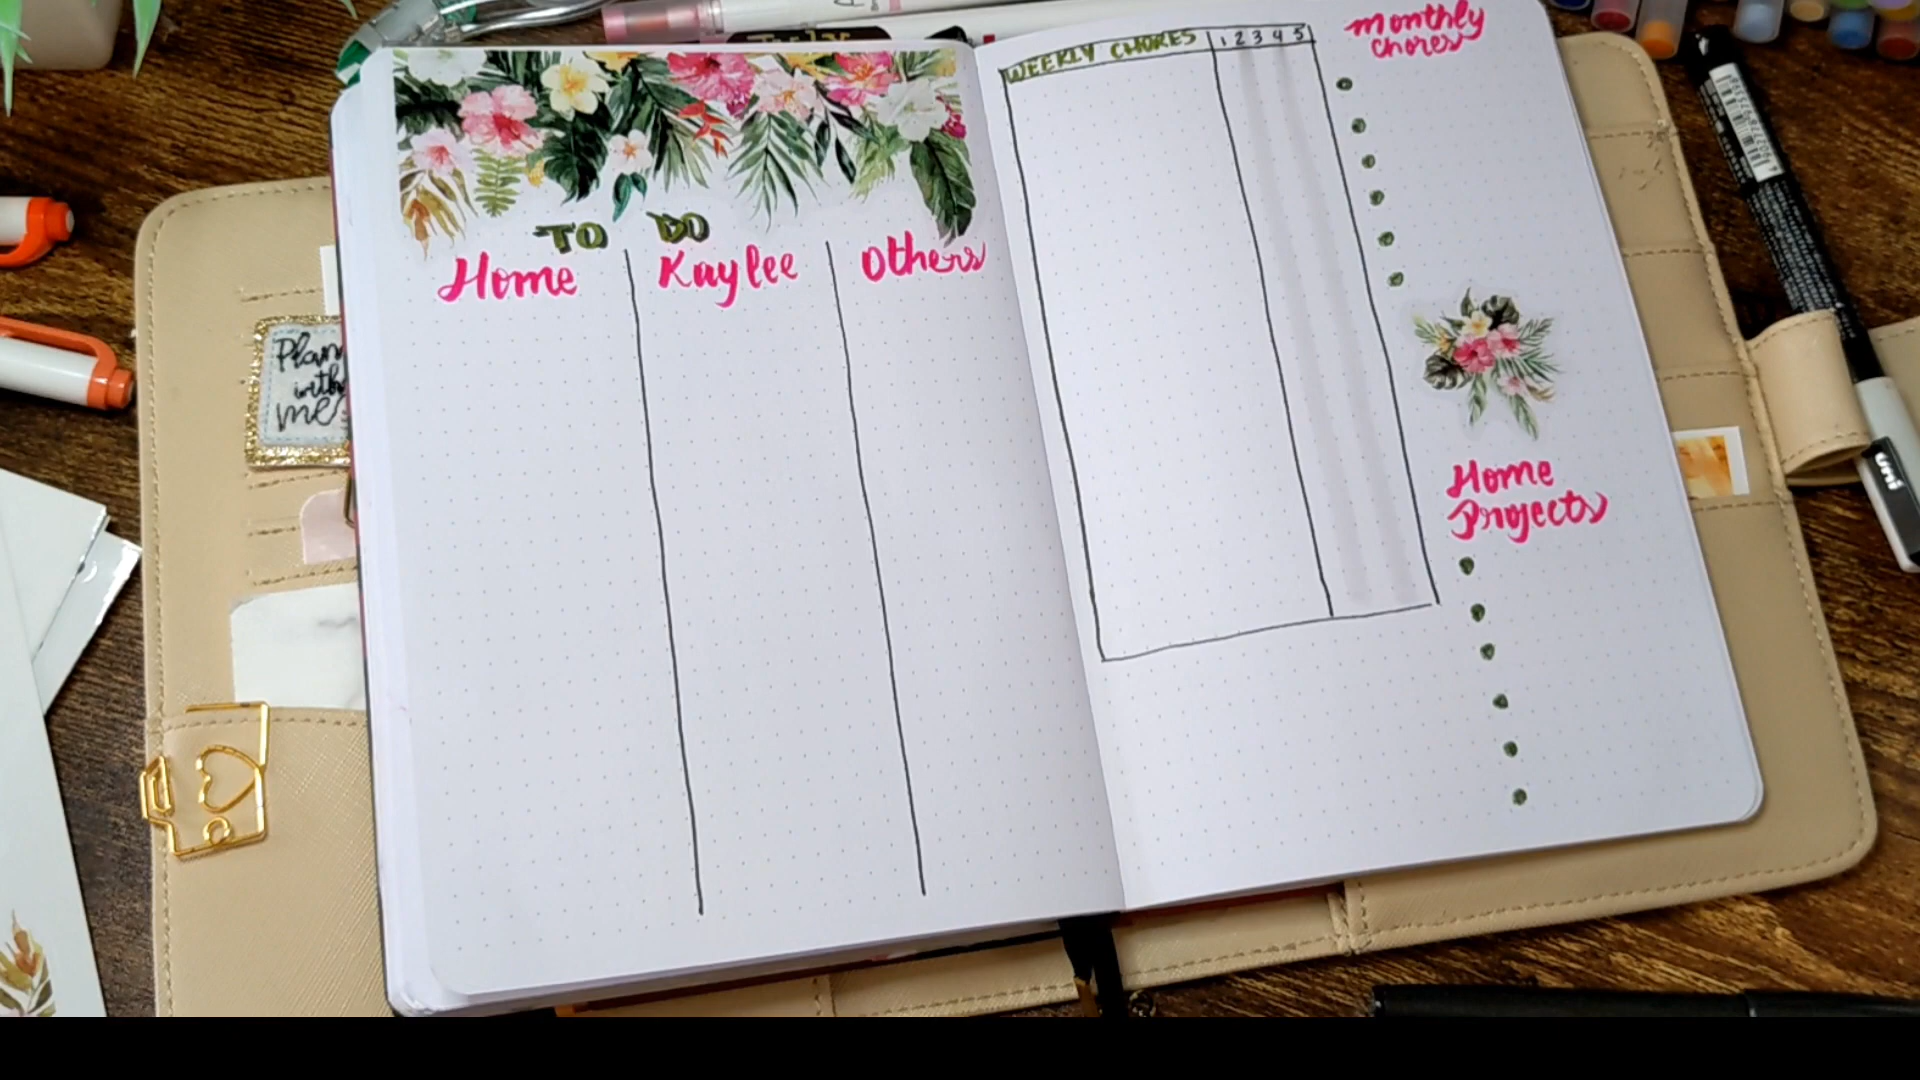 TO DO
Home Kaylee Others
WEEKLY CHORES 1 2 3 4 5
monthly
chores
Home
Projects
Plan
with
me
uni